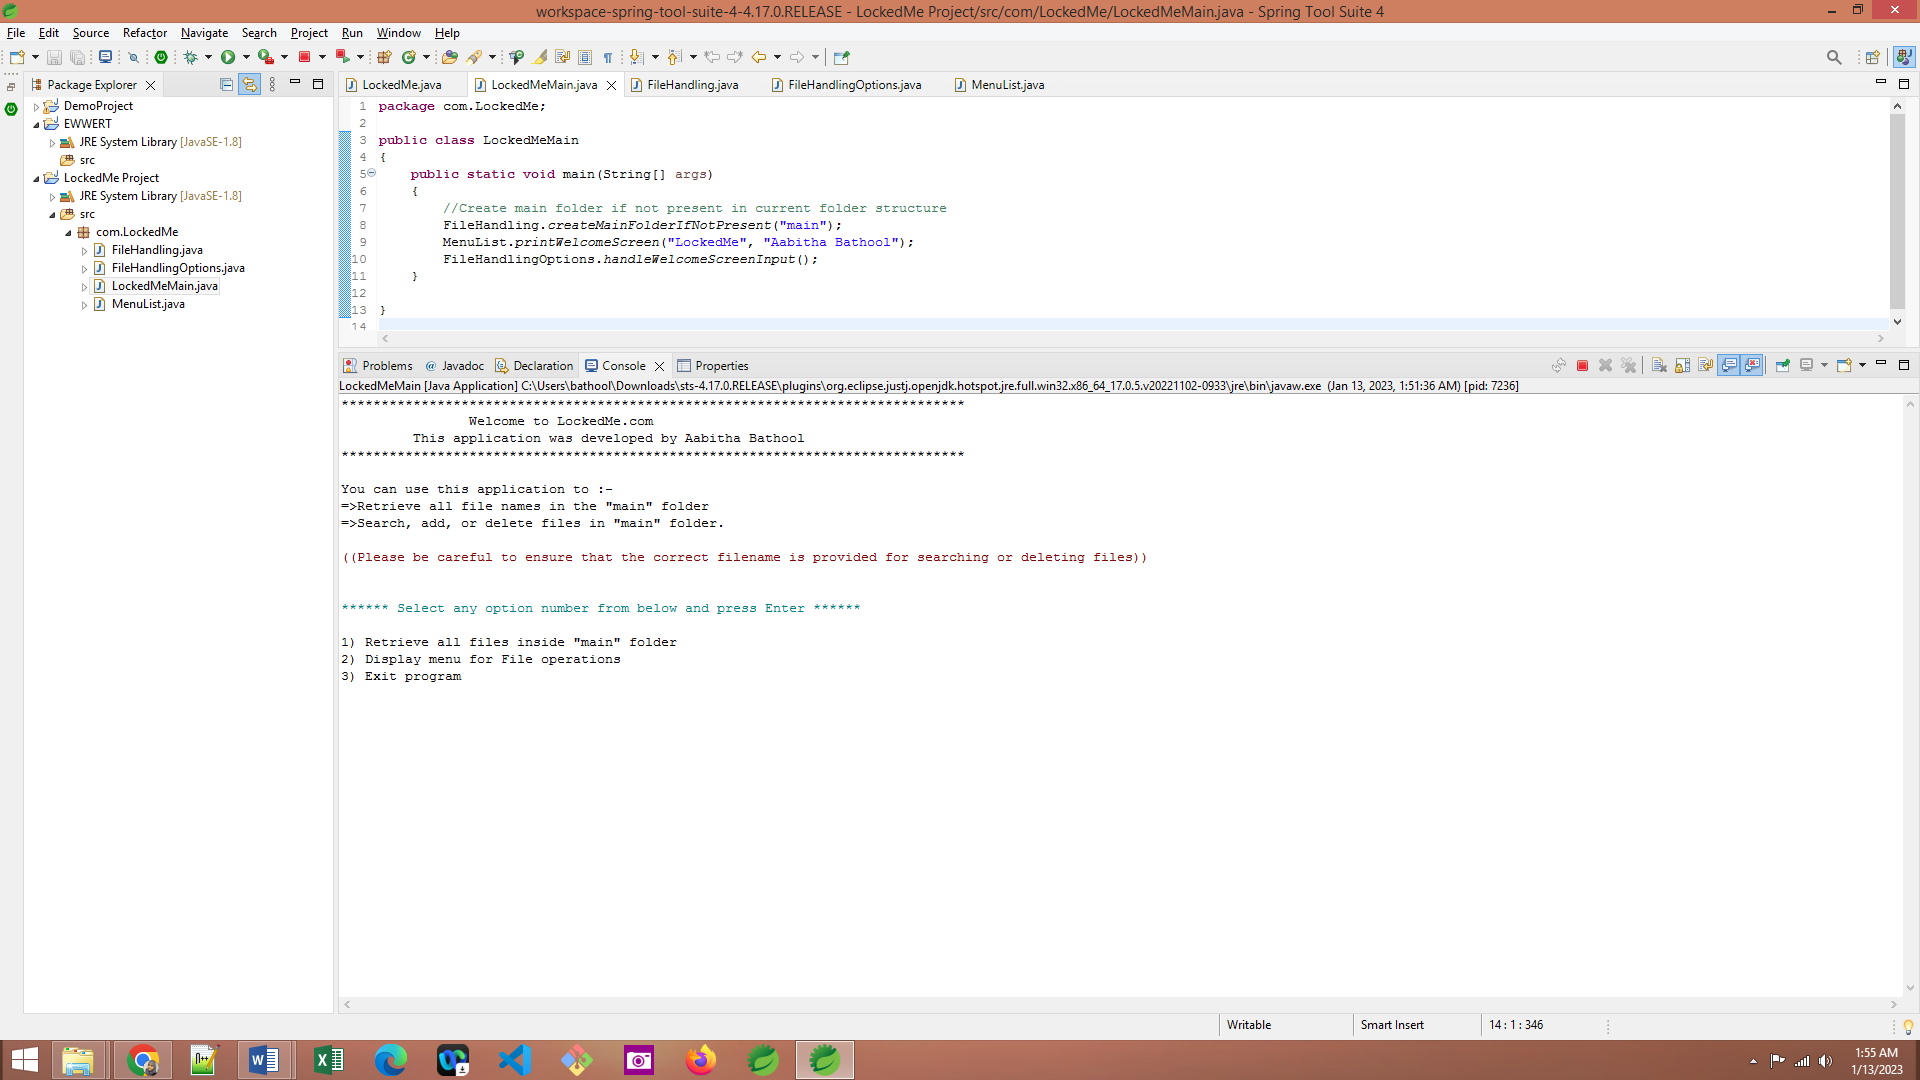 workspace-spring-tool-suite-4-4.17.0.RELEASE - LockedMe Project/src/com/LockedMe/LockedMeMain.java - Spring Tool Suite 4
File Edit Source Refactor Navigate Search Project Run Window Help
Package Explorer
DemoProject
EWWERT
JRE System Library [JavaSE-1.8]
src
LockedMe Project
JRE System Library [JavaSE-1.8]
src
com.LockedMe
FileHandling.java
FileHandlingOptions.java
LockedMeMain.java
MenuList.java
LockedMe.java LockedMeMain.java FileHandling.java FileHandlingOptions.java MenuList.java
1 package com.LockedMe;
2
3 public class LockedMeMain
4 {
5 public static void main(String[] args)
6 {
7 //Create main folder if not present in current folder structure
8 FileHandling.createMainFolderIfNotPresent("main");
9 MenuList.printWelcomeScreen("LockedMe", "Aabitha Bathool");
10 FileHandlingOptions.handleWelcomeScreenInput();
11 }
12
13 }
14
Problems @ Javadoc Declaration Console Properties
LockedMeMain [Java Application] C:\Users\bathool\Downloads\sts-4.17.0.RELEASE\plugins\org.eclipse.justj.openjdk.hotspot.jre.full.win32.x86_64_17.0.5.v20221102-0933\jre\bin\javaw.exe (Jan 13, 2023, 1:51:36 AM) [pid: 7236]
******************************************************************************
Welcome to LockedMe.com
This application was developed by Aabitha Bathool
******************************************************************************
You can use this application to :-
=>Retrieve all file names in the "main" folder
=>Search, add, or delete files in "main" folder.
((Please be careful to ensure that the correct filename is provided for searching or deleting files))
****** Select any option number from below and press Enter ******
1) Retrieve all files inside "main" folder
2) Display menu for File operations
3) Exit program
Writable Smart Insert 14 : 1 : 346
1:55 AM
1/13/2023